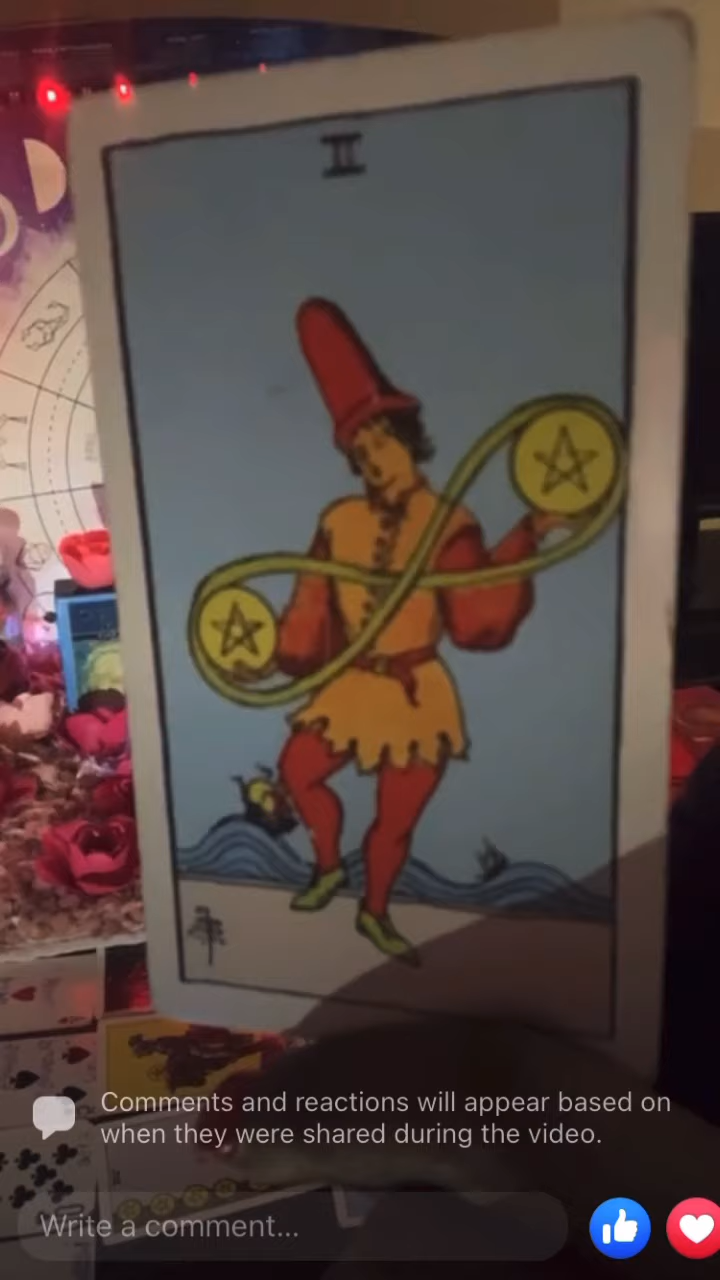 II
Comments and reactions will appear based on
when they were shared during the video.
Write a comment...